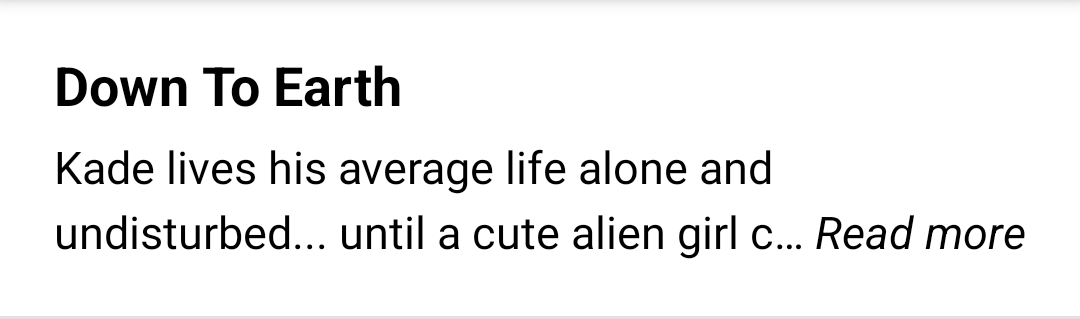 Down To Earth
Kade lives his average life alone and
undisturbed... until a cute alien girl c... Read more